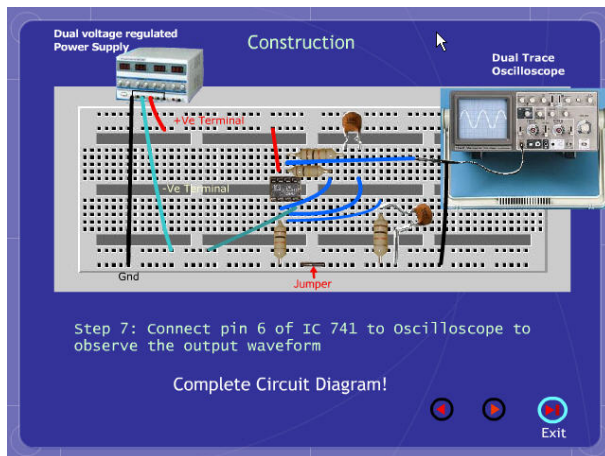 Dual voltage regulated
Power Supply
Construction
Dual Trace
Oscilloscope
+Ve Terminal
-Ve Terminal
Gnd
Jumper
Step 7: Connect pin 6 of IC 741 to Oscilloscope to
observe the output waveform
Complete Circuit Diagram!
Exit